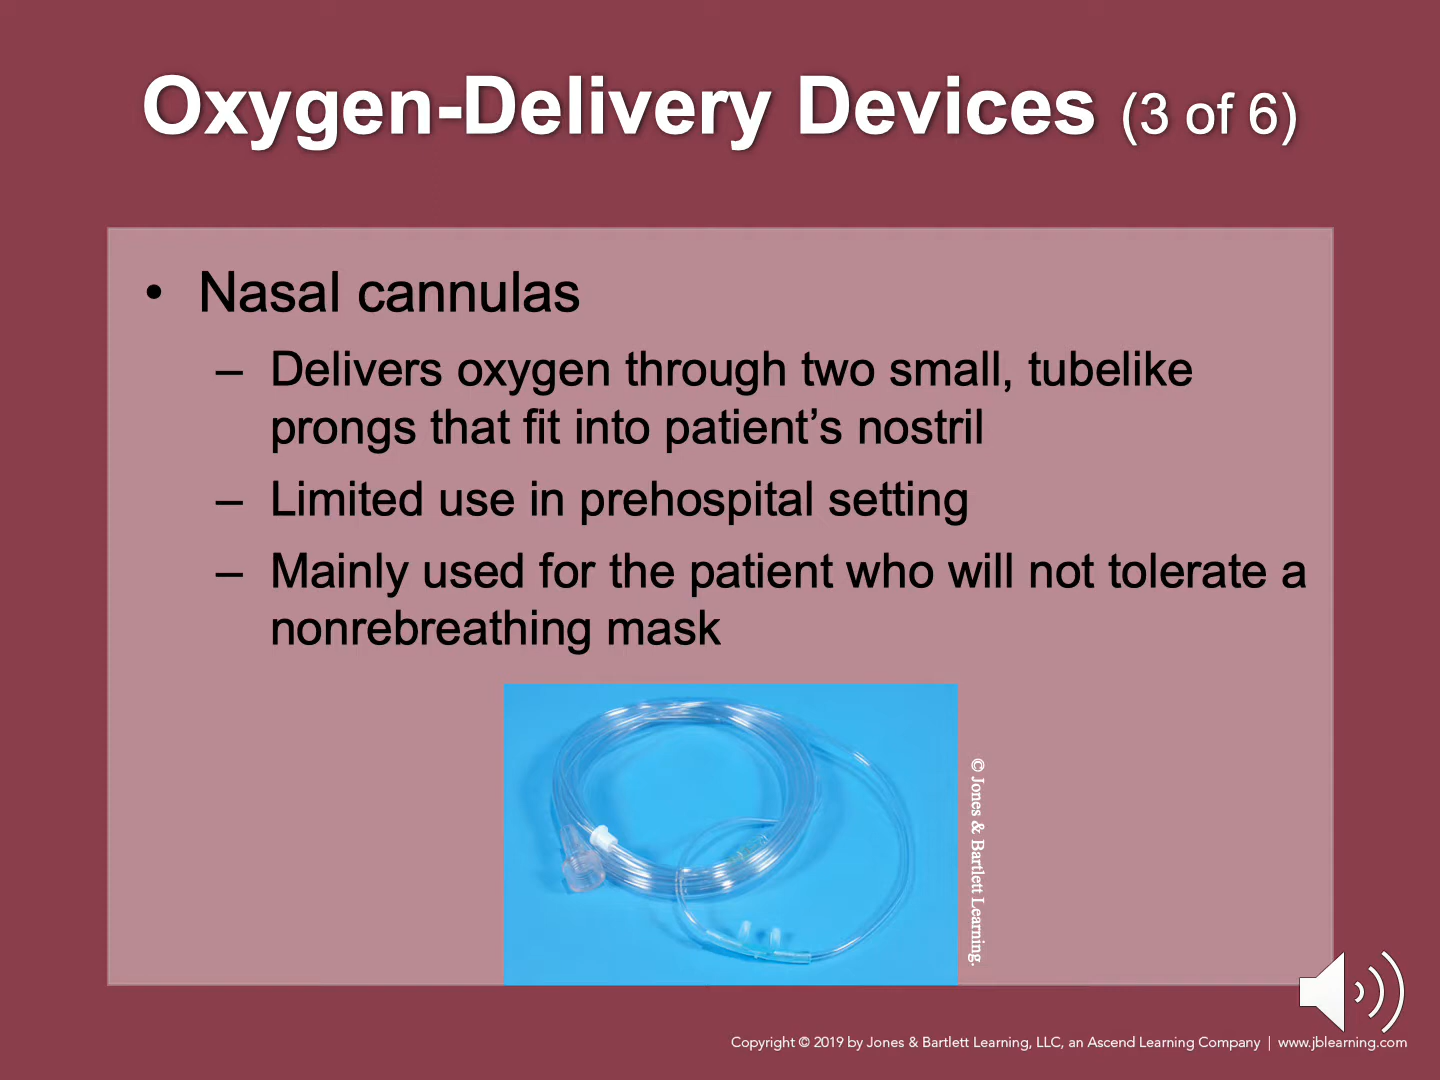 Oxygen-Delivery Devices (3 of 6)
• Nasal cannulas
– Delivers oxygen through two small, tubelike
prongs that fit into patient’s nostril
– Limited use in prehospital setting
– Mainly used for the patient who will not tolerate a
nonrebreathing mask
© Jones & Bartlett Learning.
Copyright © 2019 by Jones & Bartlett Learning, LLC, an Ascend Learning Company | www.jblearning.com